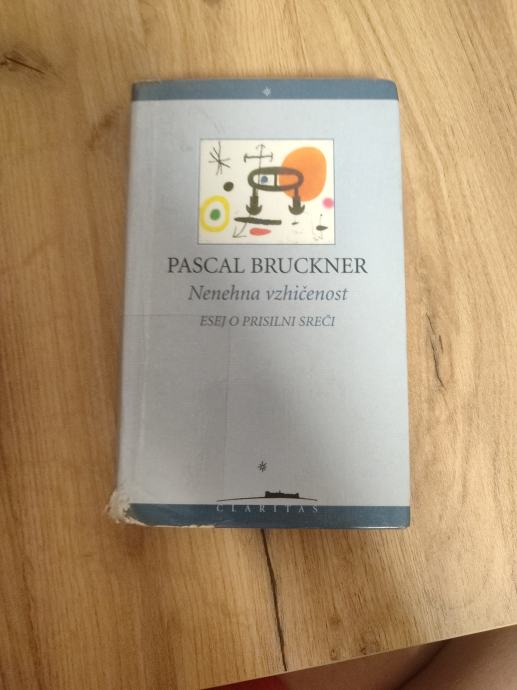 PASCAL BRUCKNER
Nenehna vzhičenost
ESEJ O PRISILNI SREČI
CLARITAS